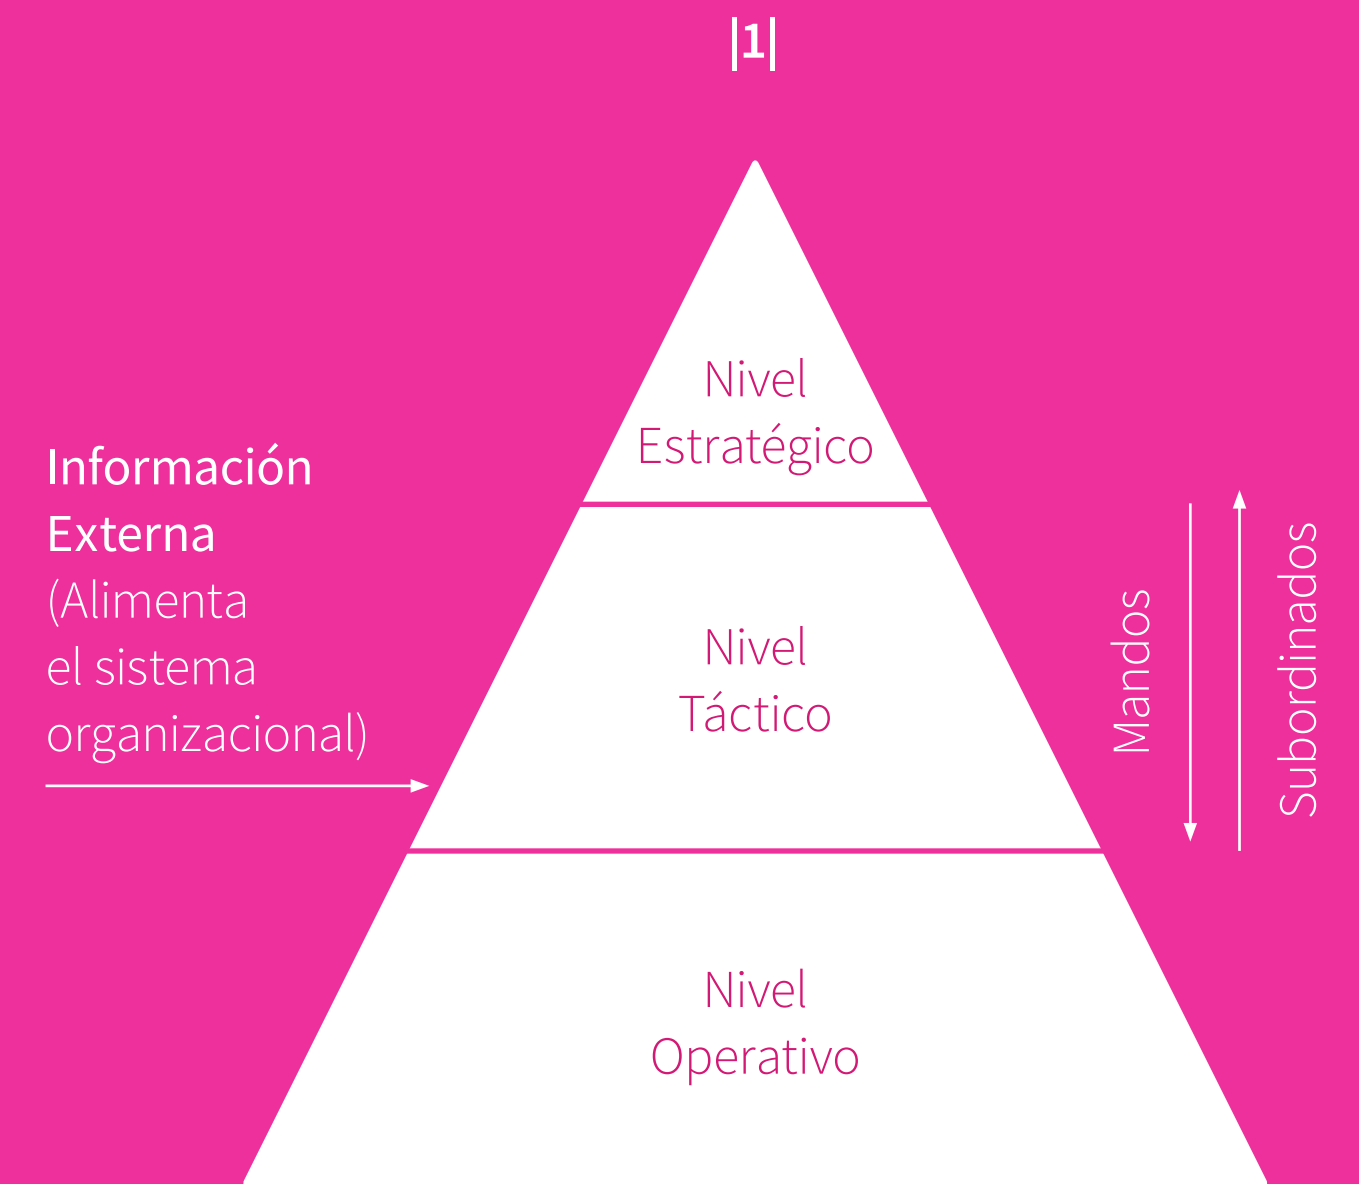 |1|
Nivel
Estratégico
Información
Externa
(Alimenta
el sistema
organizacional)
Nivel
Táctico
Mandos
Subordinados
Nivel
Operativo